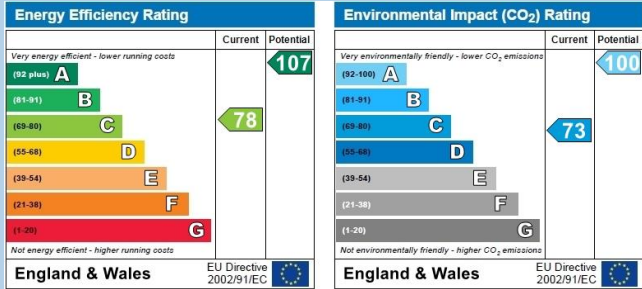 Energy Efficiency Rating
Current Potential
Very energy efficient - lower running costs
(92 plus) A
107
(81-91) B
(69-80) C
78
(55-68) D
(39-54) E
(21-38) F
(1-20) G
Not energy efficient - higher running costs
England & Wales
EU Directive
2002/91/EC
Environmental Impact (CO2) Rating
Current Potential
Very environmentally friendly - lower CO2 emissions
(92-100) A
100
(81-91) B
(69-80) C
73
(55-68) D
(39-54) E
(21-38) F
(1-20) G
Not environmentally friendly - higher CO2 emissions
England & Wales
EU Directive
2002/91/EC